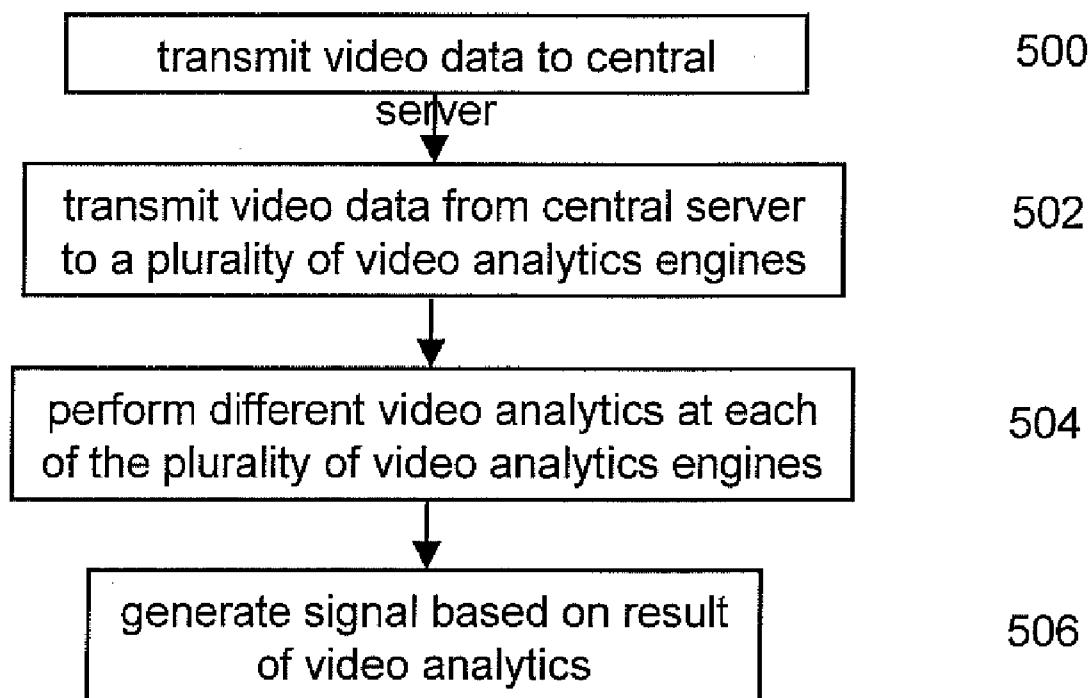 transmit video data to central
server
500
transmit video data from central server
to a plurality of video analytics engines
502
perform different video analytics at each
of the plurality of video analytics engines
504
generate signal based on result
of video analytics
506